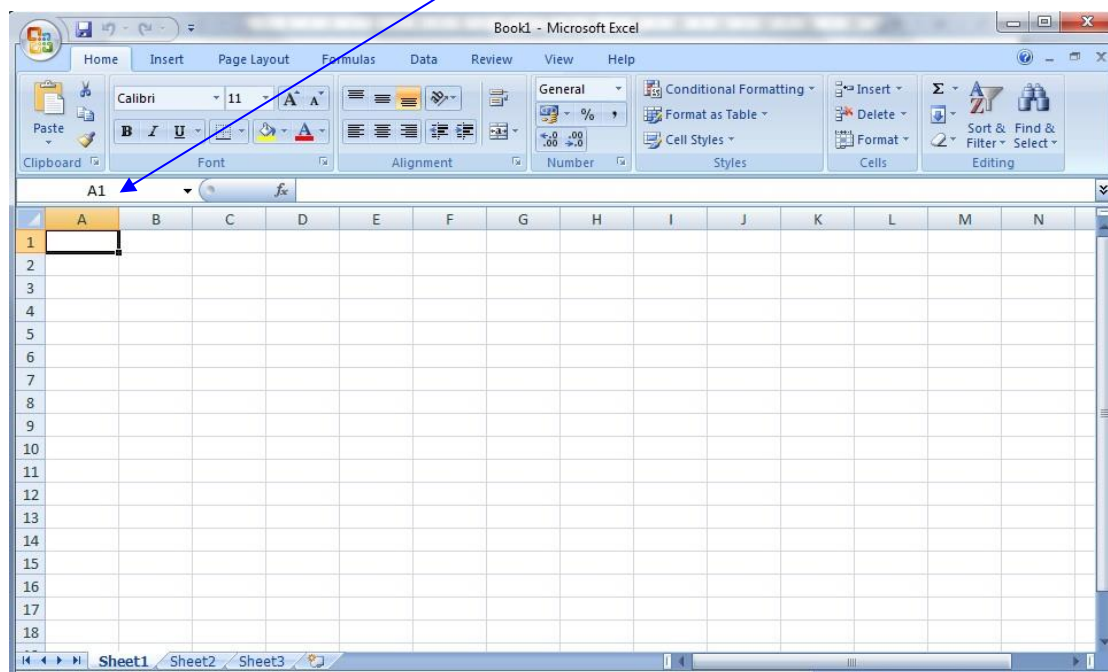 Book1 - Microsoft Excel
Home Insert Page Layout Formulas Data Review View Help
Calibri 11 A A General Conditional Formatting Insert Σ A Z
Paste B I U A % , Format as Table Delete Sort & Find &
.00 .00 .0 Cell Styles Format Filter Select
Clipboard Font Alignment Number Styles Cells Editing
A1 fx
A B C D E F G H I J K L M N
1
2
3
4
5
6
7
8
9
10
11
12
13
14
15
16
17
18
Sheet1 Sheet2 Sheet3